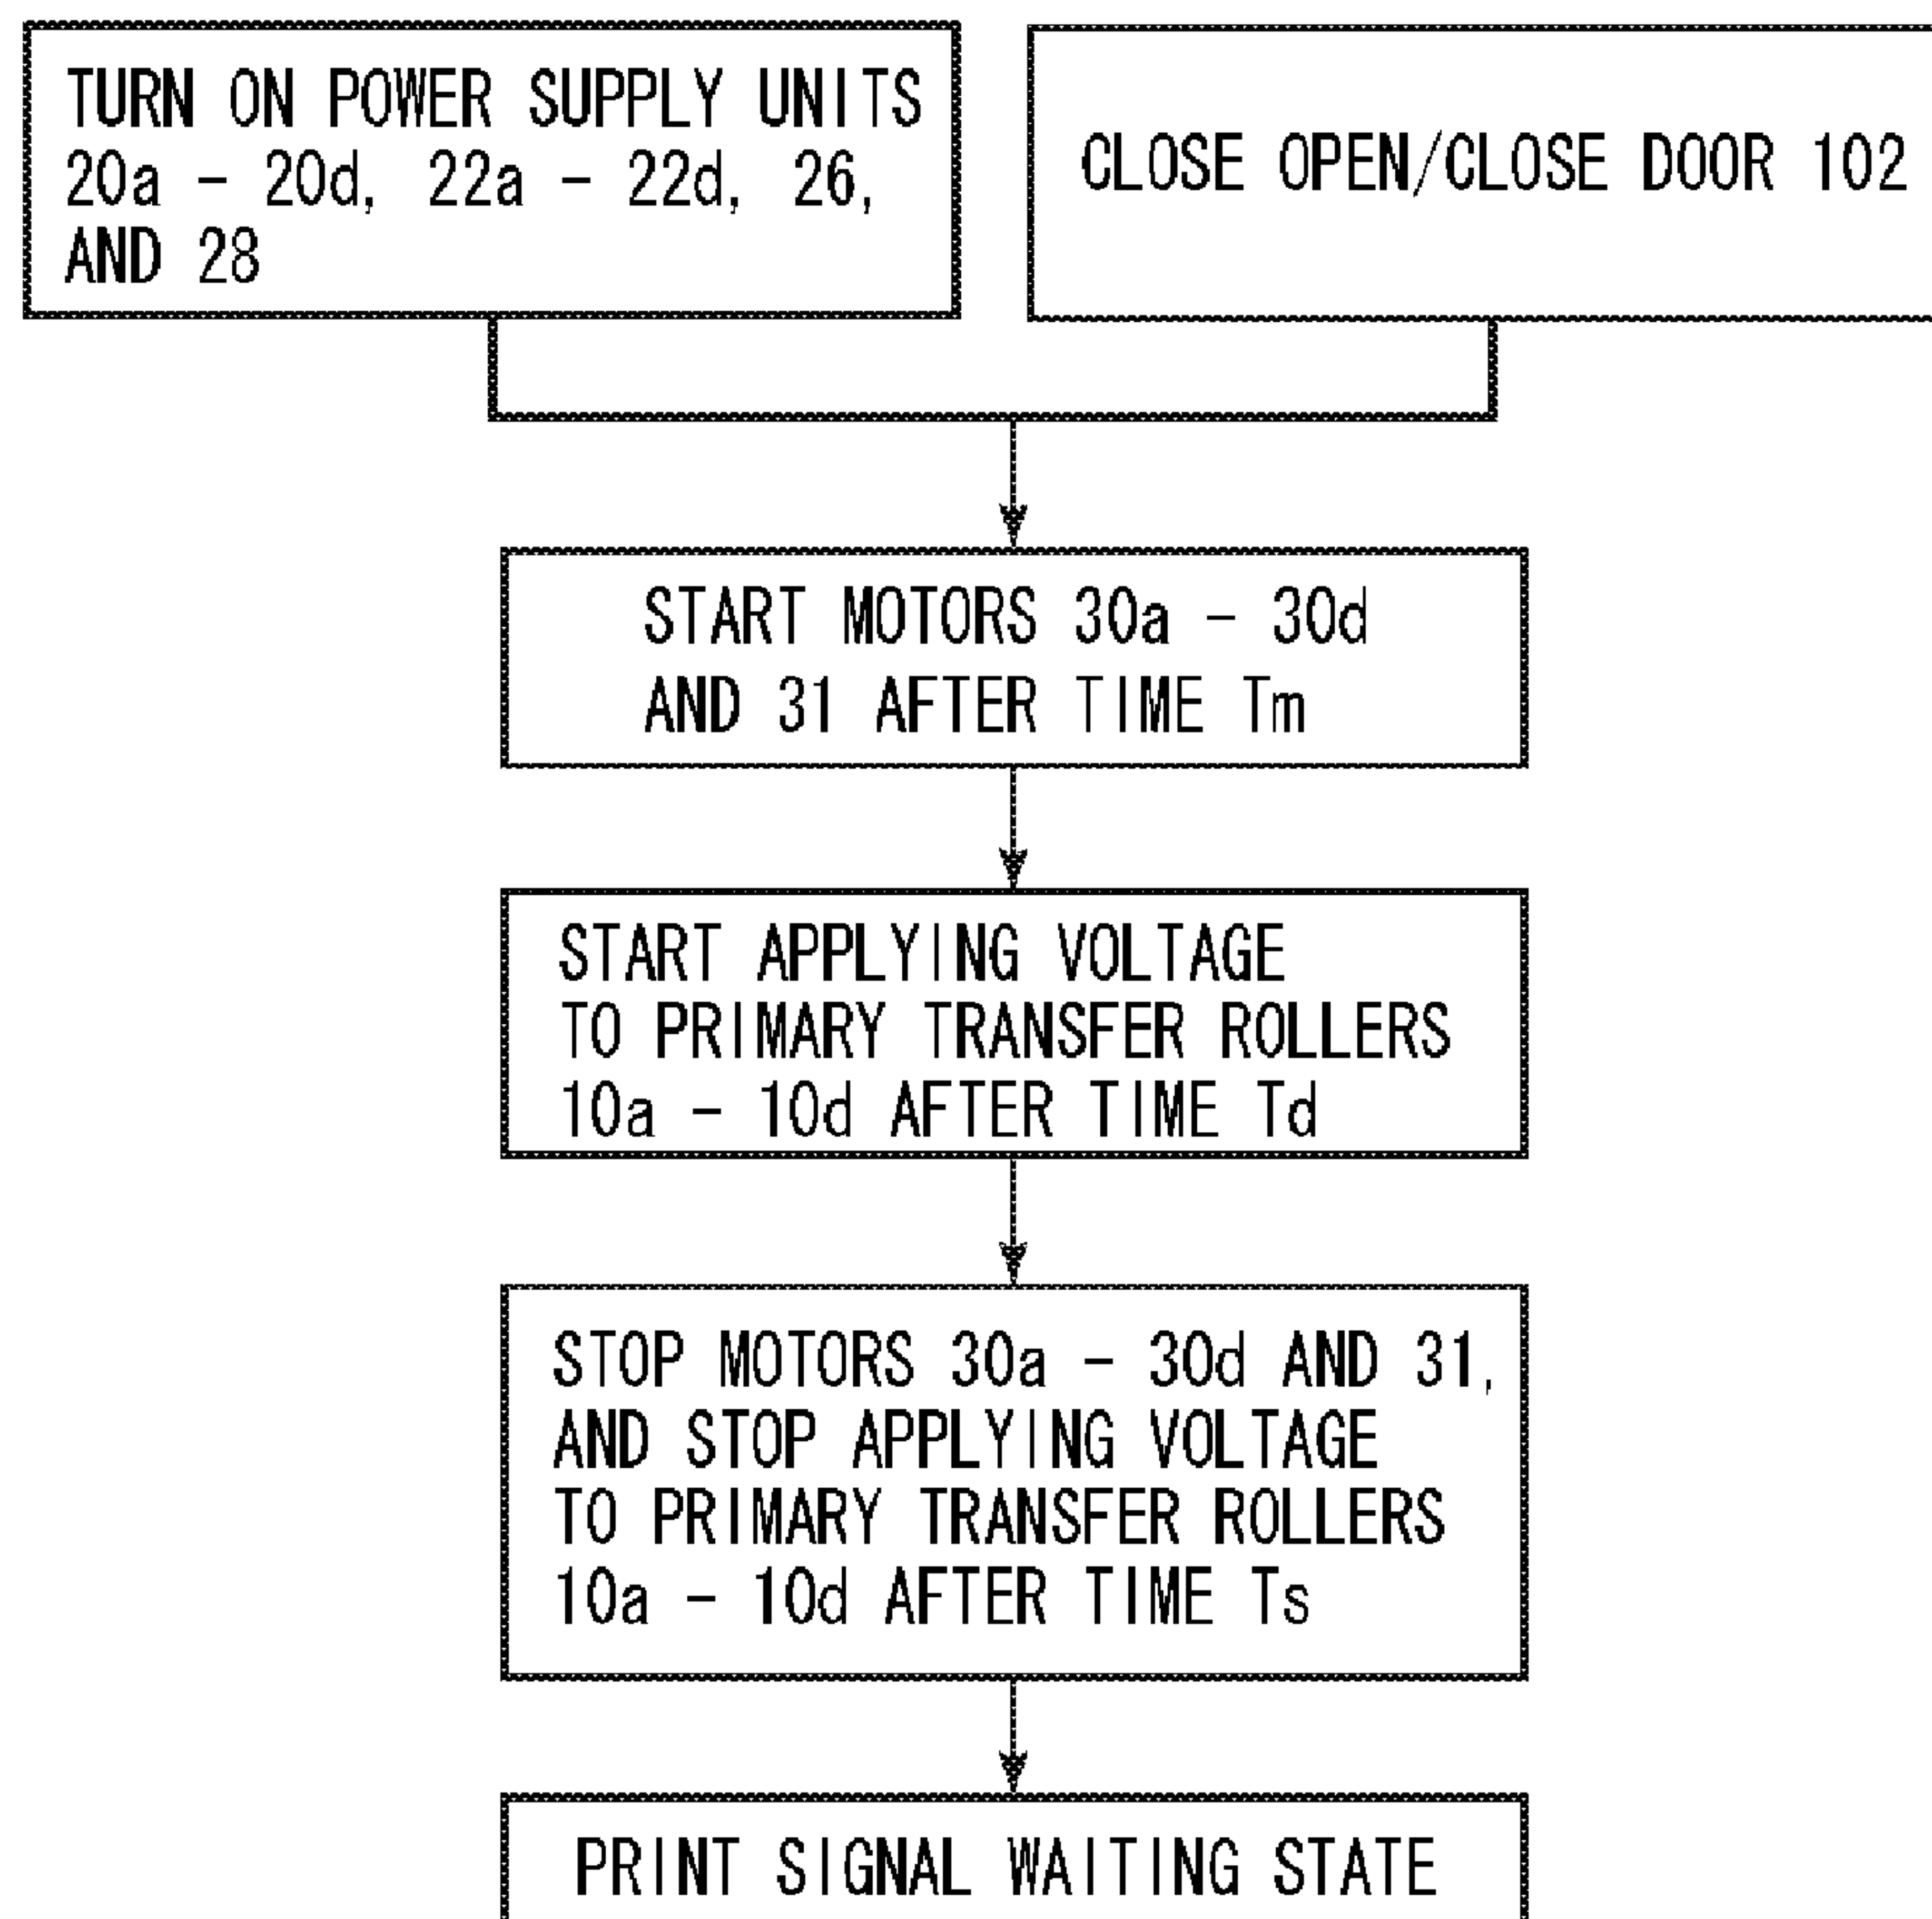 TURN ON POWER SUPPLY UNITS
20a – 20d, 22a – 22d, 26,
AND 28
CLOSE OPEN/CLOSE DOOR 102
START MOTORS 30a – 30d
AND 31 AFTER TIME Tm
START APPLYING VOLTAGE
TO PRIMARY TRANSFER ROLLERS
10a – 10d AFTER TIME Td
STOP MOTORS 30a – 30d AND 31,
AND STOP APPLYING VOLTAGE
TO PRIMARY TRANSFER ROLLERS
10a – 10d AFTER TIME Ts
PRINT SIGNAL WAITING STATE